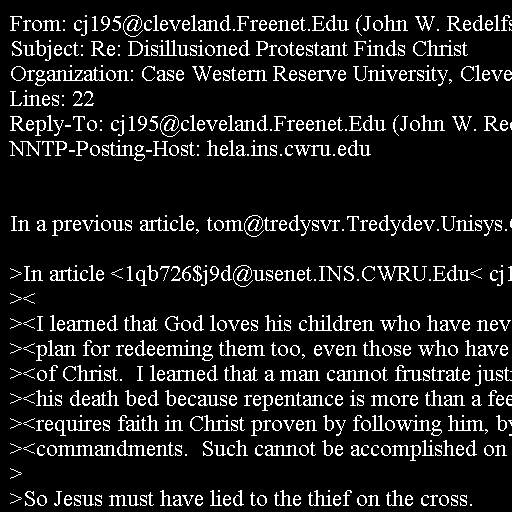 From: cj195@cleveland.Freenet.Edu (John W. Redelfs
Subject: Re: Disillusioned Protestant Finds Christ
Organization: Case Western Reserve University, Cleve
Lines: 22
Reply-To: cj195@cleveland.Freenet.Edu (John W. Re
NNTP-Posting-Host: hela.ins.cwru.edu
In a previous article, tom@tredysvr.Tredydev.Unisys.
>In article <1qb726$j9d@usenet.INS.CWRU.Edu< cj1
><
><I learned that God loves his children who have nev
><plan for redeeming them too, even those who have
><of Christ.  I learned that a man cannot frustrate just
><his death bed because repentance is more than a fee
><requires faith in Christ proven by following him, by
><commandments.  Such cannot be accomplished on
>
>So Jesus must have lied to the thief on the cross.